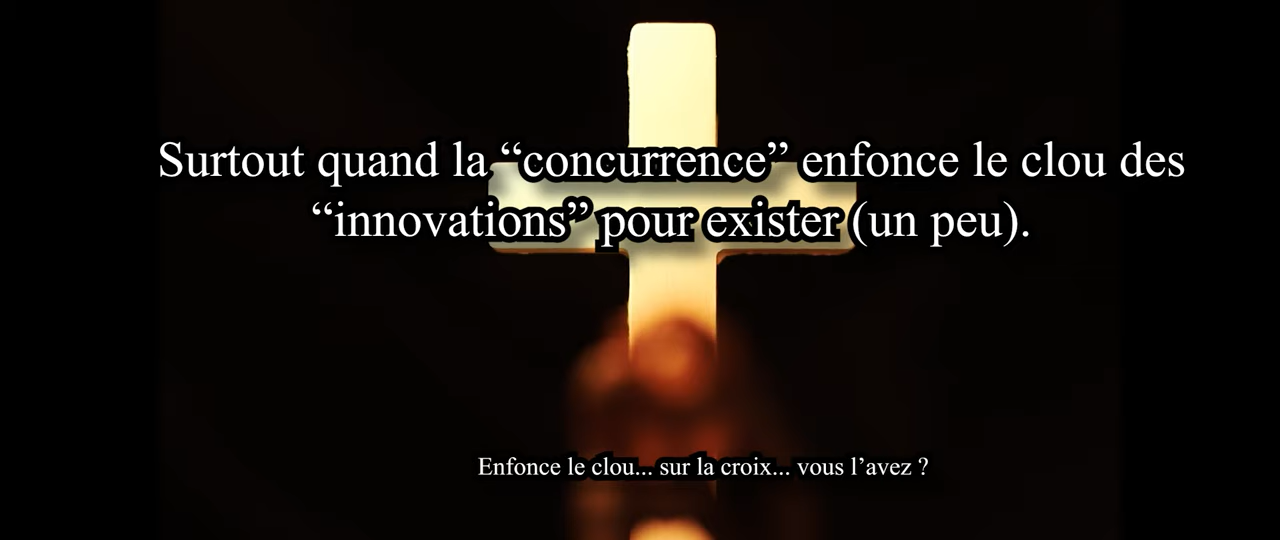 Surtout quand la “concurrence” enfonce le clou des
“innovations” pour exister (un peu).
Enfonce le clou... sur la croix... vous l’avez ?